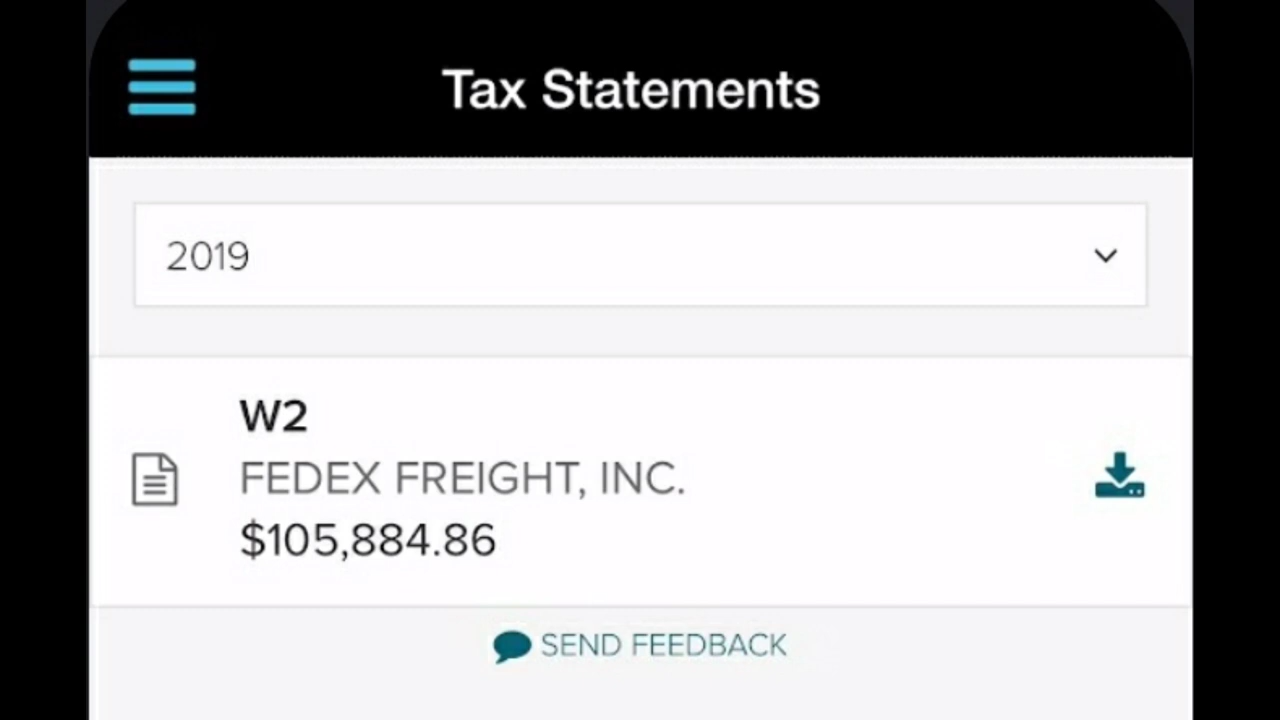 Tax Statements
2019
W2
FEDEX FREIGHT, INC.
$105,884.86
SEND FEEDBACK